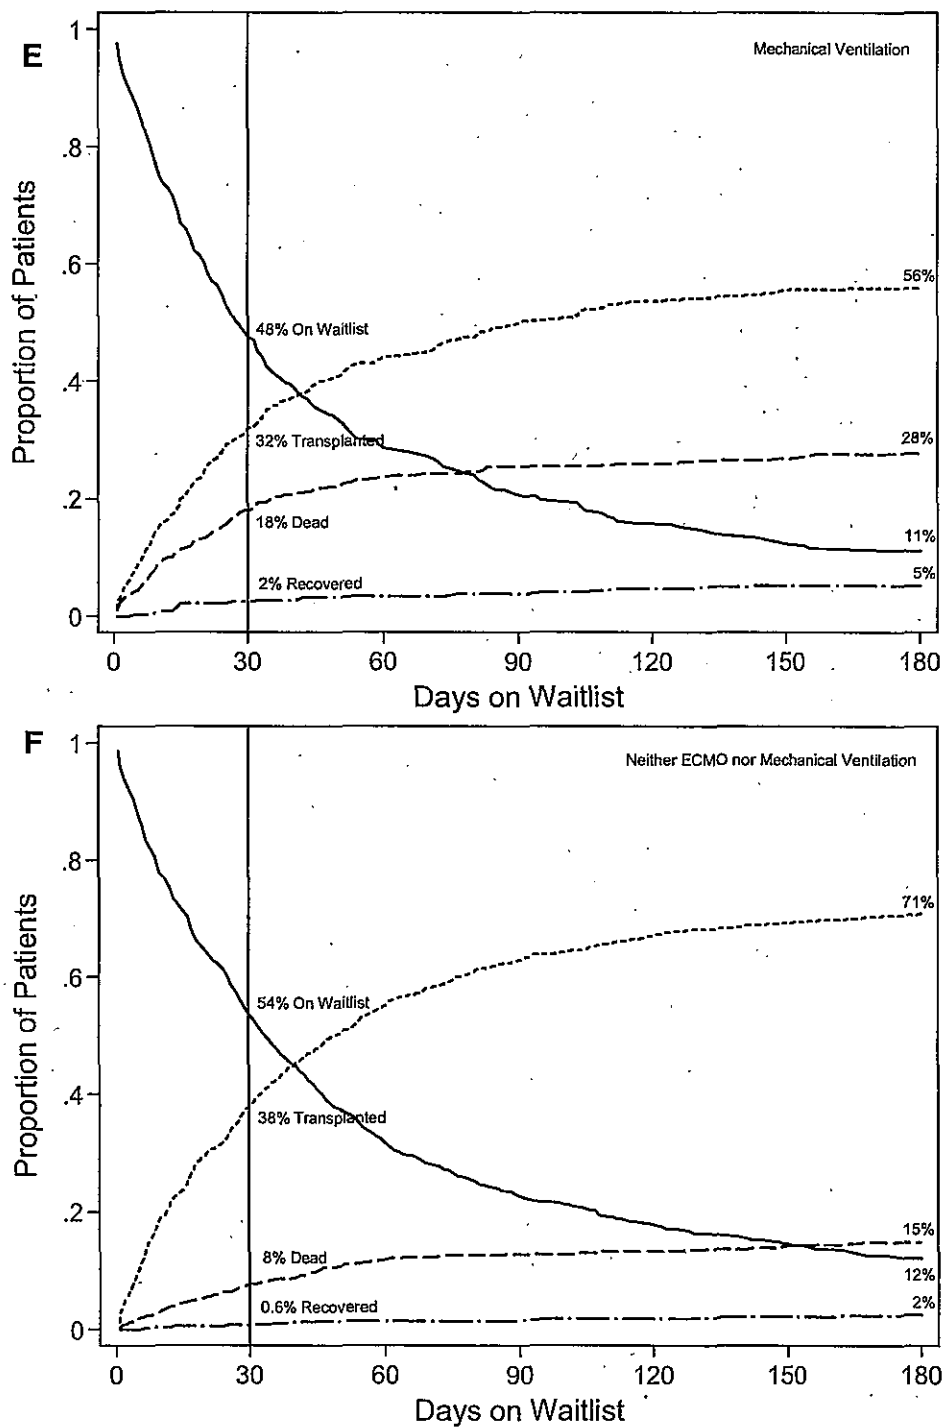 E
Mechanical Ventilation
1
.8
.6
.4
.2
0
Proportion of Patients
56%
48% On Waitlist
32% Transplanted
28%
18% Dead
11%
2% Recovered
5%
0 30 60 90 120 150 180
Days on Waitlist
F
Neither ECMO nor Mechanical Ventilation
1
.8
.6
.4
.2
0
Proportion of Patients
71%
54% On Waitlist
38% Transplanted
15%
8% Dead
12%
0.6% Recovered
2%
0 30 60 90 120 150 180
Days on Waitlist